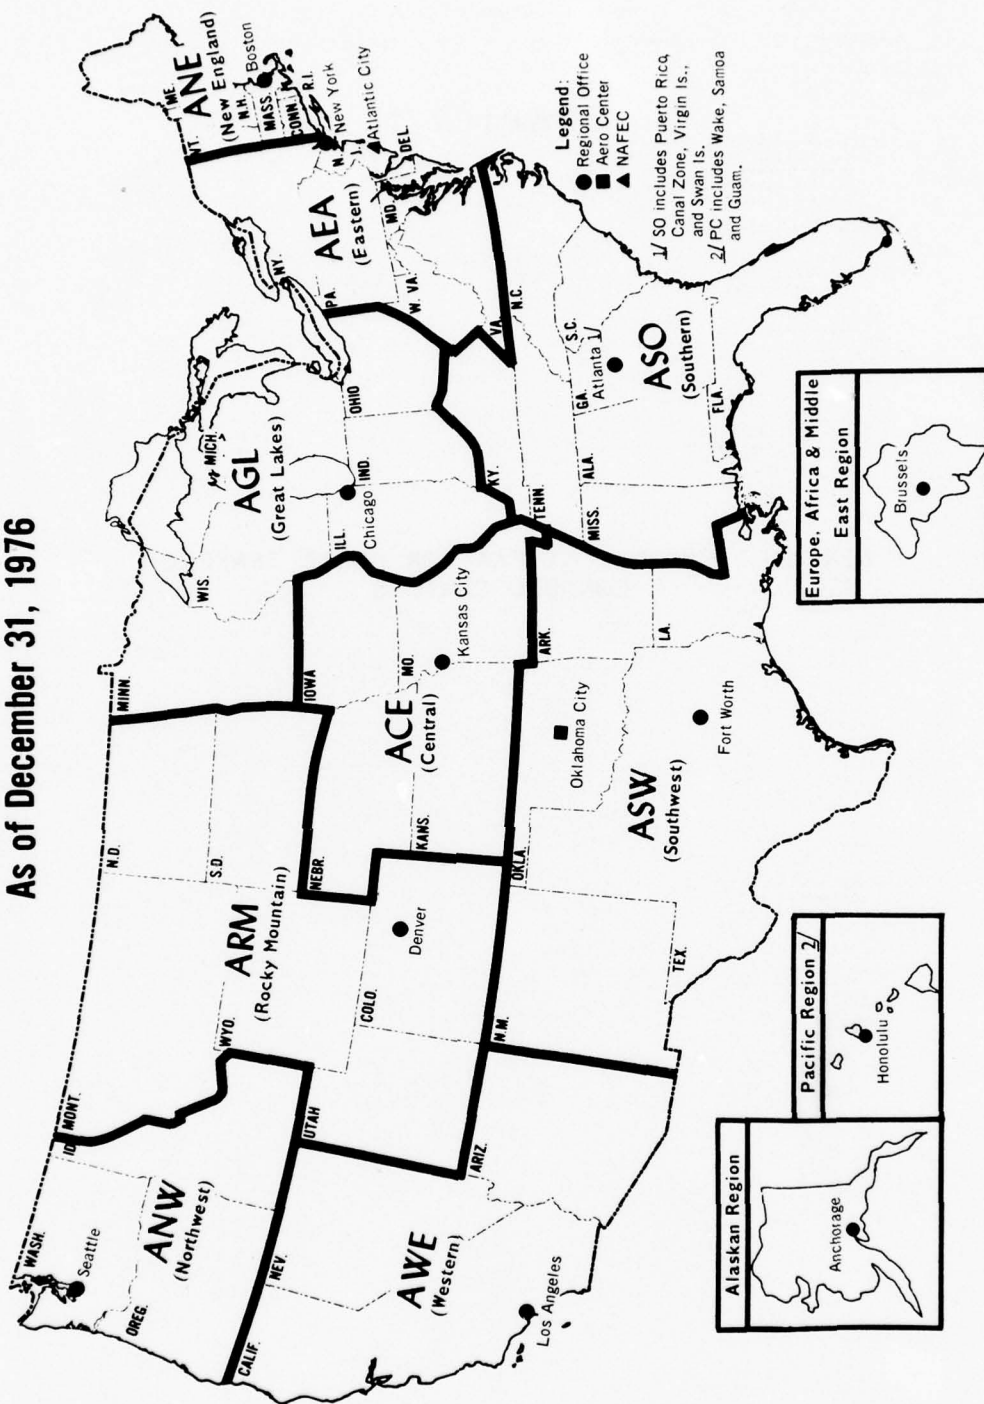 As of December 31, 1976
WASH.
Seattle
OREG.
ID.
MONT.
ANW
(Northwest)
CALIF.
NEV.
UTAH
AWE
(Western)
Los Angeles
ARIZ.
N.D.
S.D.
WYO.
ARM
(Rocky Mountain)
COLO.
Denver
N.M.
NEBR.
KANS.
IOWA
MO.
ACE
(Central)
Kansas City
OKLA.
Oklahoma City
ARK.
TEX.
LA.
ASW
(Southwest)
Fort Worth
MINN.
WIS.
MICH.
AGL
(Great Lakes)
ILL.
IND.
OHIO
Chicago
KY.
TENN.
MISS.
ALA.
GA.
S.C.
N.C.
VA.
Atlanta 1/
ASO
(Southern)
FLA.
PA.
N.Y.
AEA
(Eastern)
W. VA.
MD.
DEL.
N.
J.
New York
Atlantic City
VT.
ME.
ANE
(New England)
N.H.
MASS.
CONN.
R.I.
Boston
Legend:
● Regional Office
■ Aero Center
▲ NAFEC
1/ SO includes Puerto Rico,
Canal Zone, Virgin Is.,
and Swan Is.
2/ PC includes Wake, Samoa
and Guam.
Alaskan Region
Anchorage
Pacific Region 2/
Honolulu
Europe, Africa & Middle
East Region
Brussels